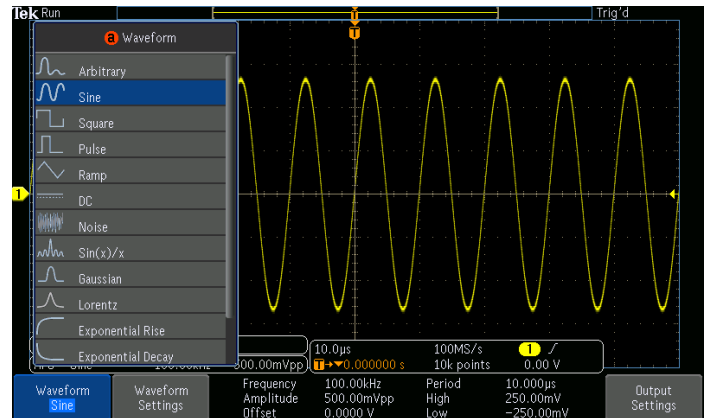 Tek Run Trig'd
T
a Waveform
Arbitrary
Sine
Square
Pulse
Ramp
DC
Noise
Sin(x)/x
Gaussian
Lorentz
Exponential Rise
Exponential Decay
1
500.00mVpp
10.0µs 100MS/s 1
T→▼0.000000 s 10k points 0.00 V
Waveform
Sine
Waveform
Settings
Frequency 100.00kHz Period 10.000µs
Amplitude 500.00mVpp High 250.00mV
Offset 0.0000 V Low -250.00mV
Output
Settings